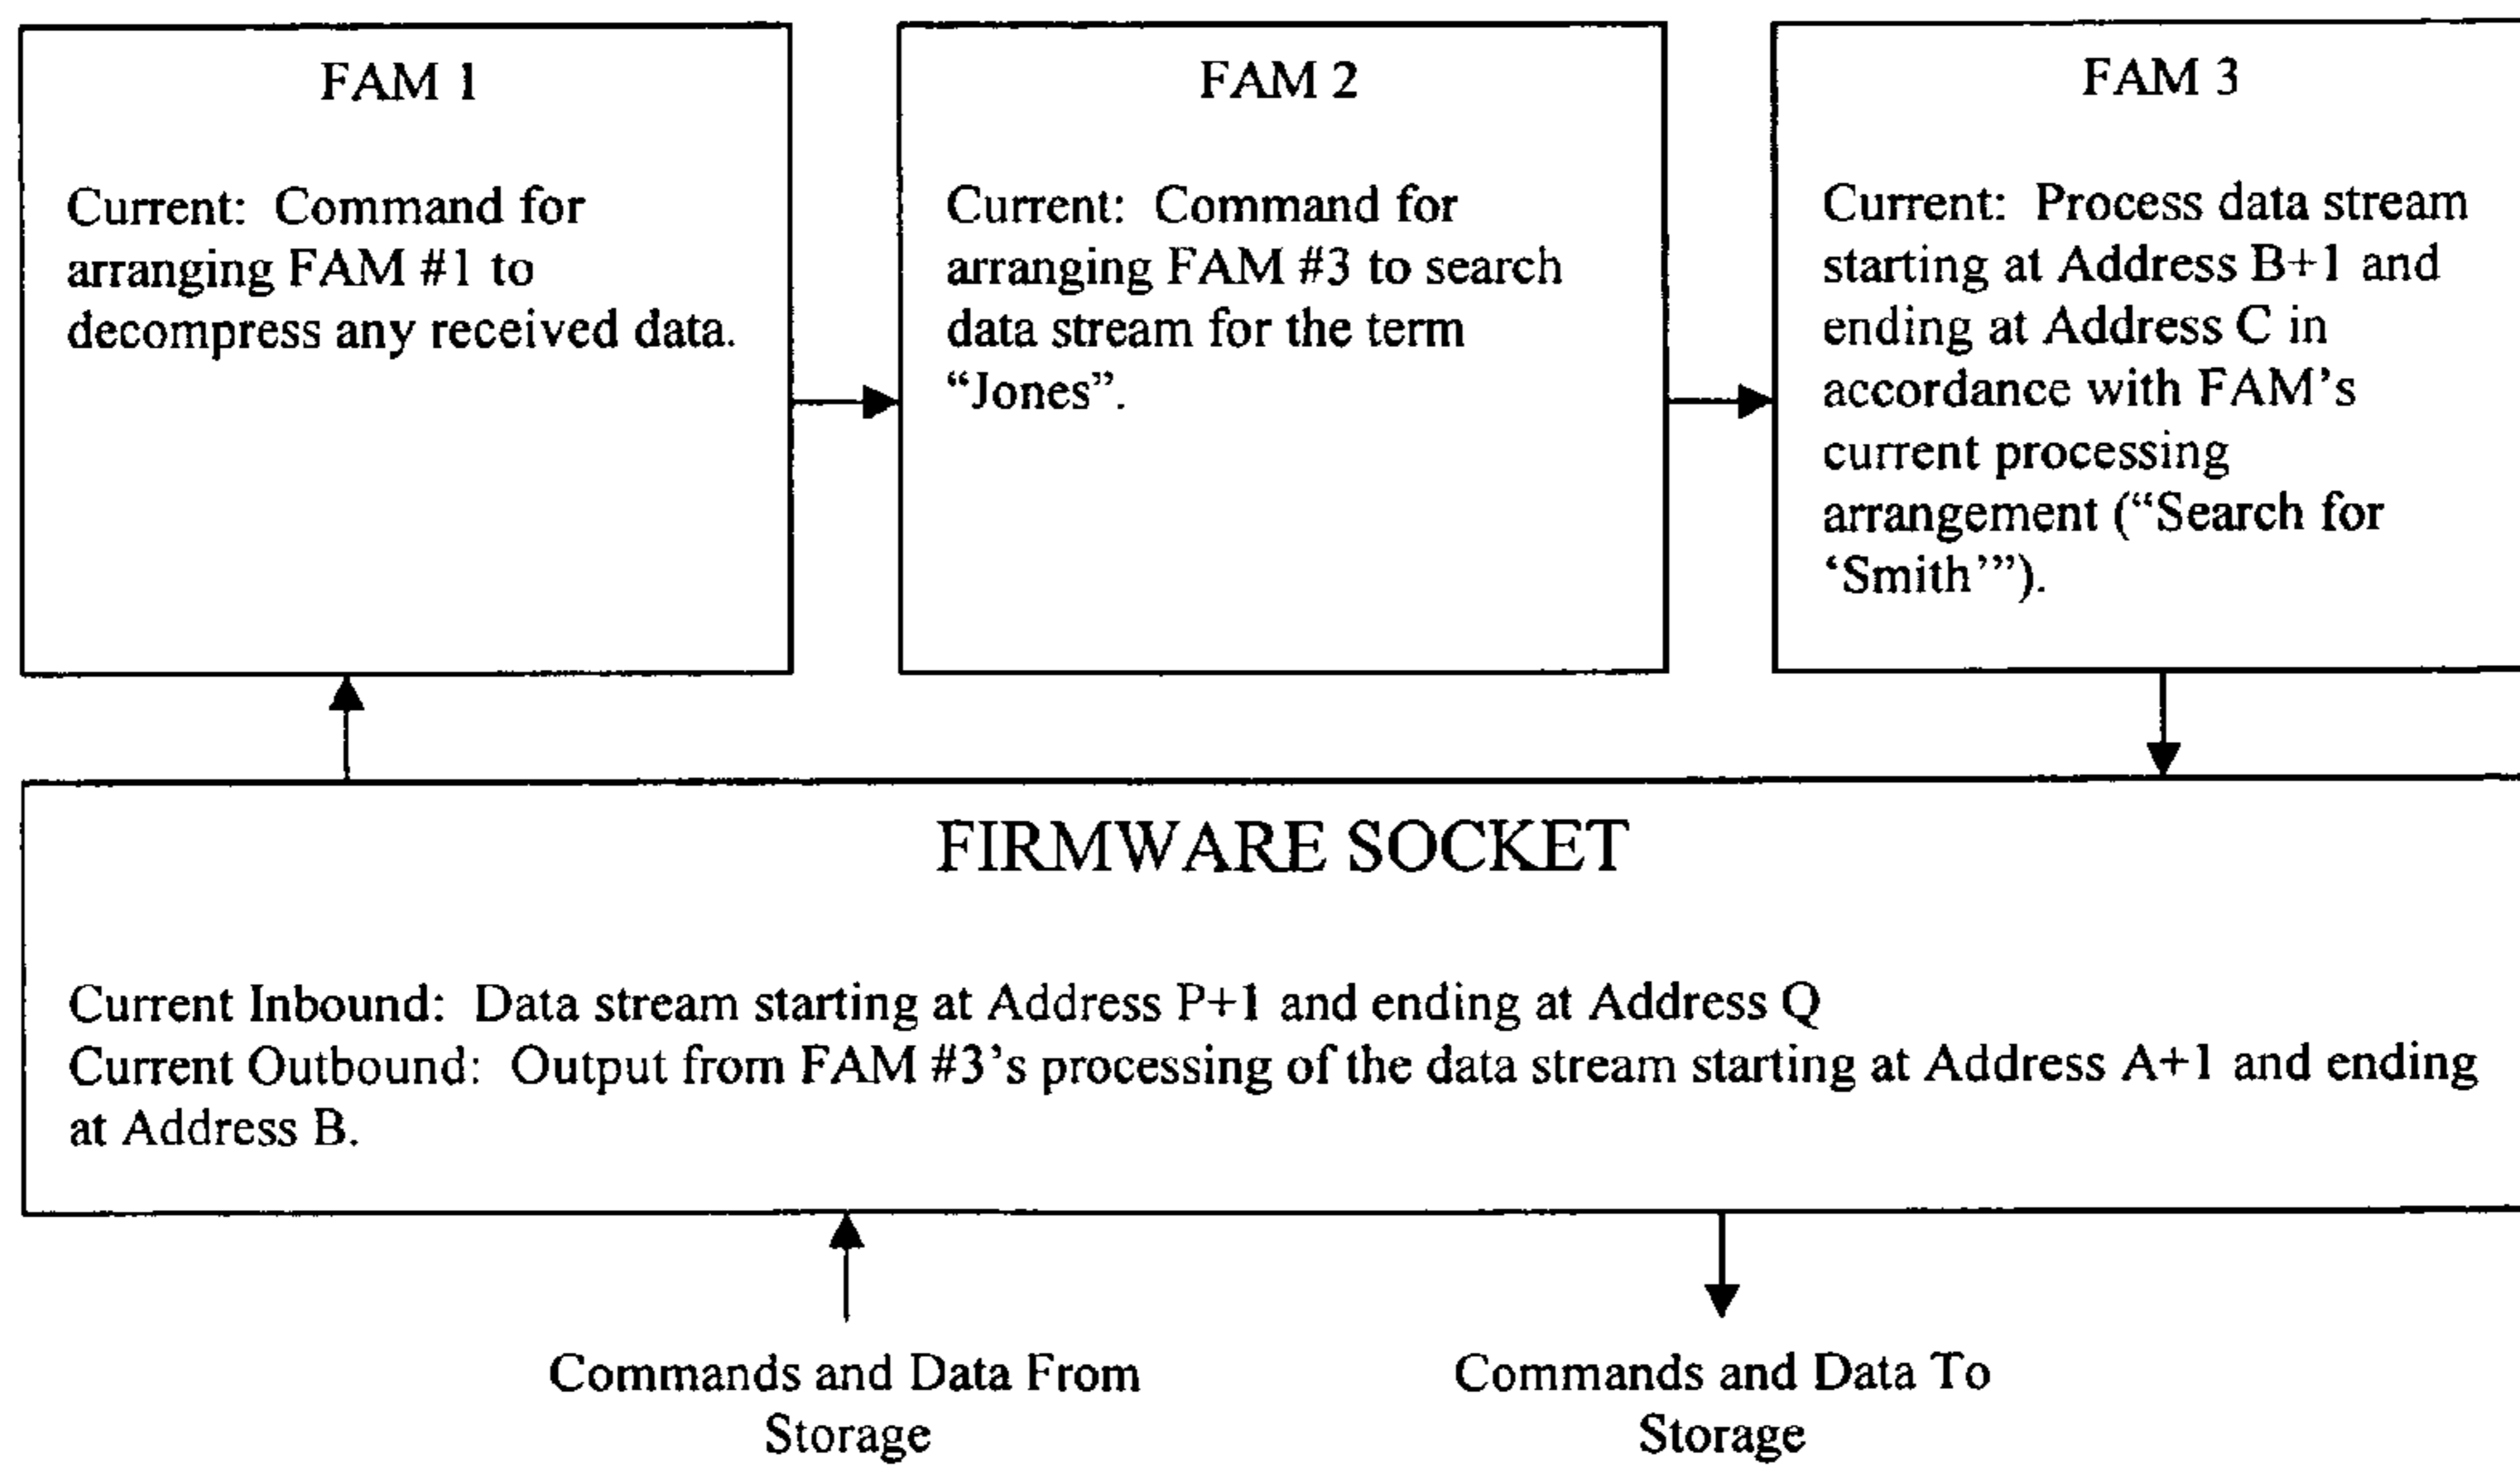 FAM 1
Current: Command for
arranging FAM #1 to
decompress any received data.
FAM 2
Current: Command for
arranging FAM #3 to search
data stream for the term
“Jones”.
FAM 3
Current: Process data stream
starting at Address B+1 and
ending at Address C in
accordance with FAM’s
current processing
arrangement (“Search for
‘Smith’”).
FIRMWARE SOCKET
Current Inbound: Data stream starting at Address P+1 and ending at Address Q
Current Outbound: Output from FAM #3’s processing of the data stream starting at Address A+1 and ending
at Address B.
Commands and Data From
Storage
Commands and Data To
Storage